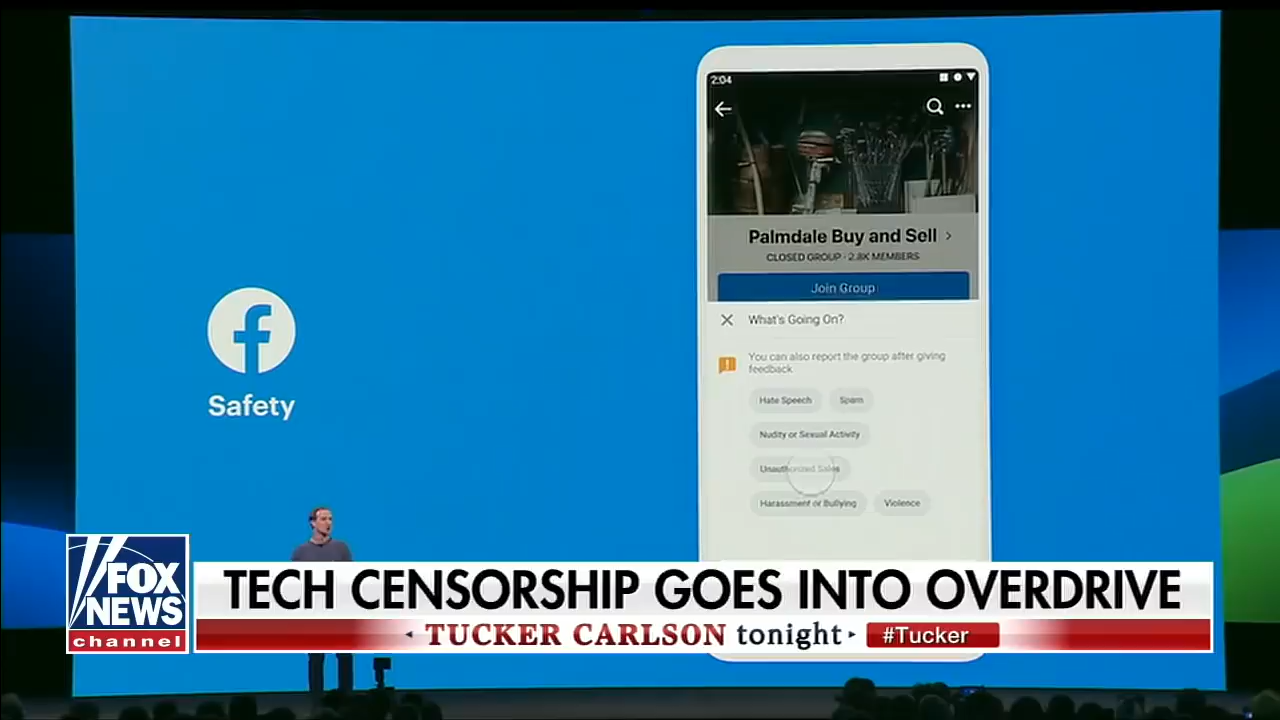 2:04
Palmdale Buy and Sell
CLOSED GROUP · 2.8K MEMBERS
Join Group
What's Going On?
You can also report the group after giving
feedback
Hate Speech Spam
Nudity or Sexual Activity
Unauthorized Sales
Harassment or Bullying Violence
f
Safety
FOX
NEWS
channel
TECH CENSORSHIP GOES INTO OVERDRIVE
TUCKER CARLSON tonight
#Tucker